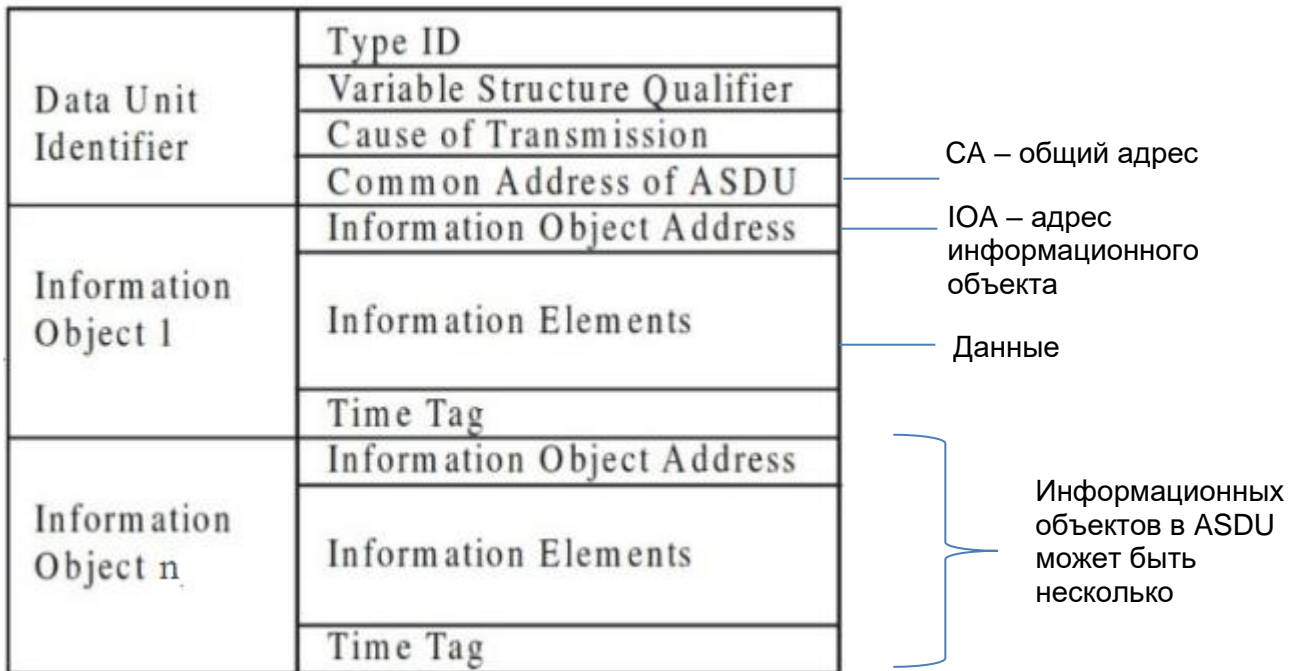 Data Unit
Identifier
Type ID
Variable Structure Qualifier
Cause of Transmission
Common Address of ASDU
СА – общий адрес
Information
Object 1
Information Object Address
IOA – адрес
информационного
объекта
Information Elements
Данные
Time Tag
Information
Object n
Information Object Address
Information Elements
Time Tag
Информационных
объектов в ASDU
может быть
несколько